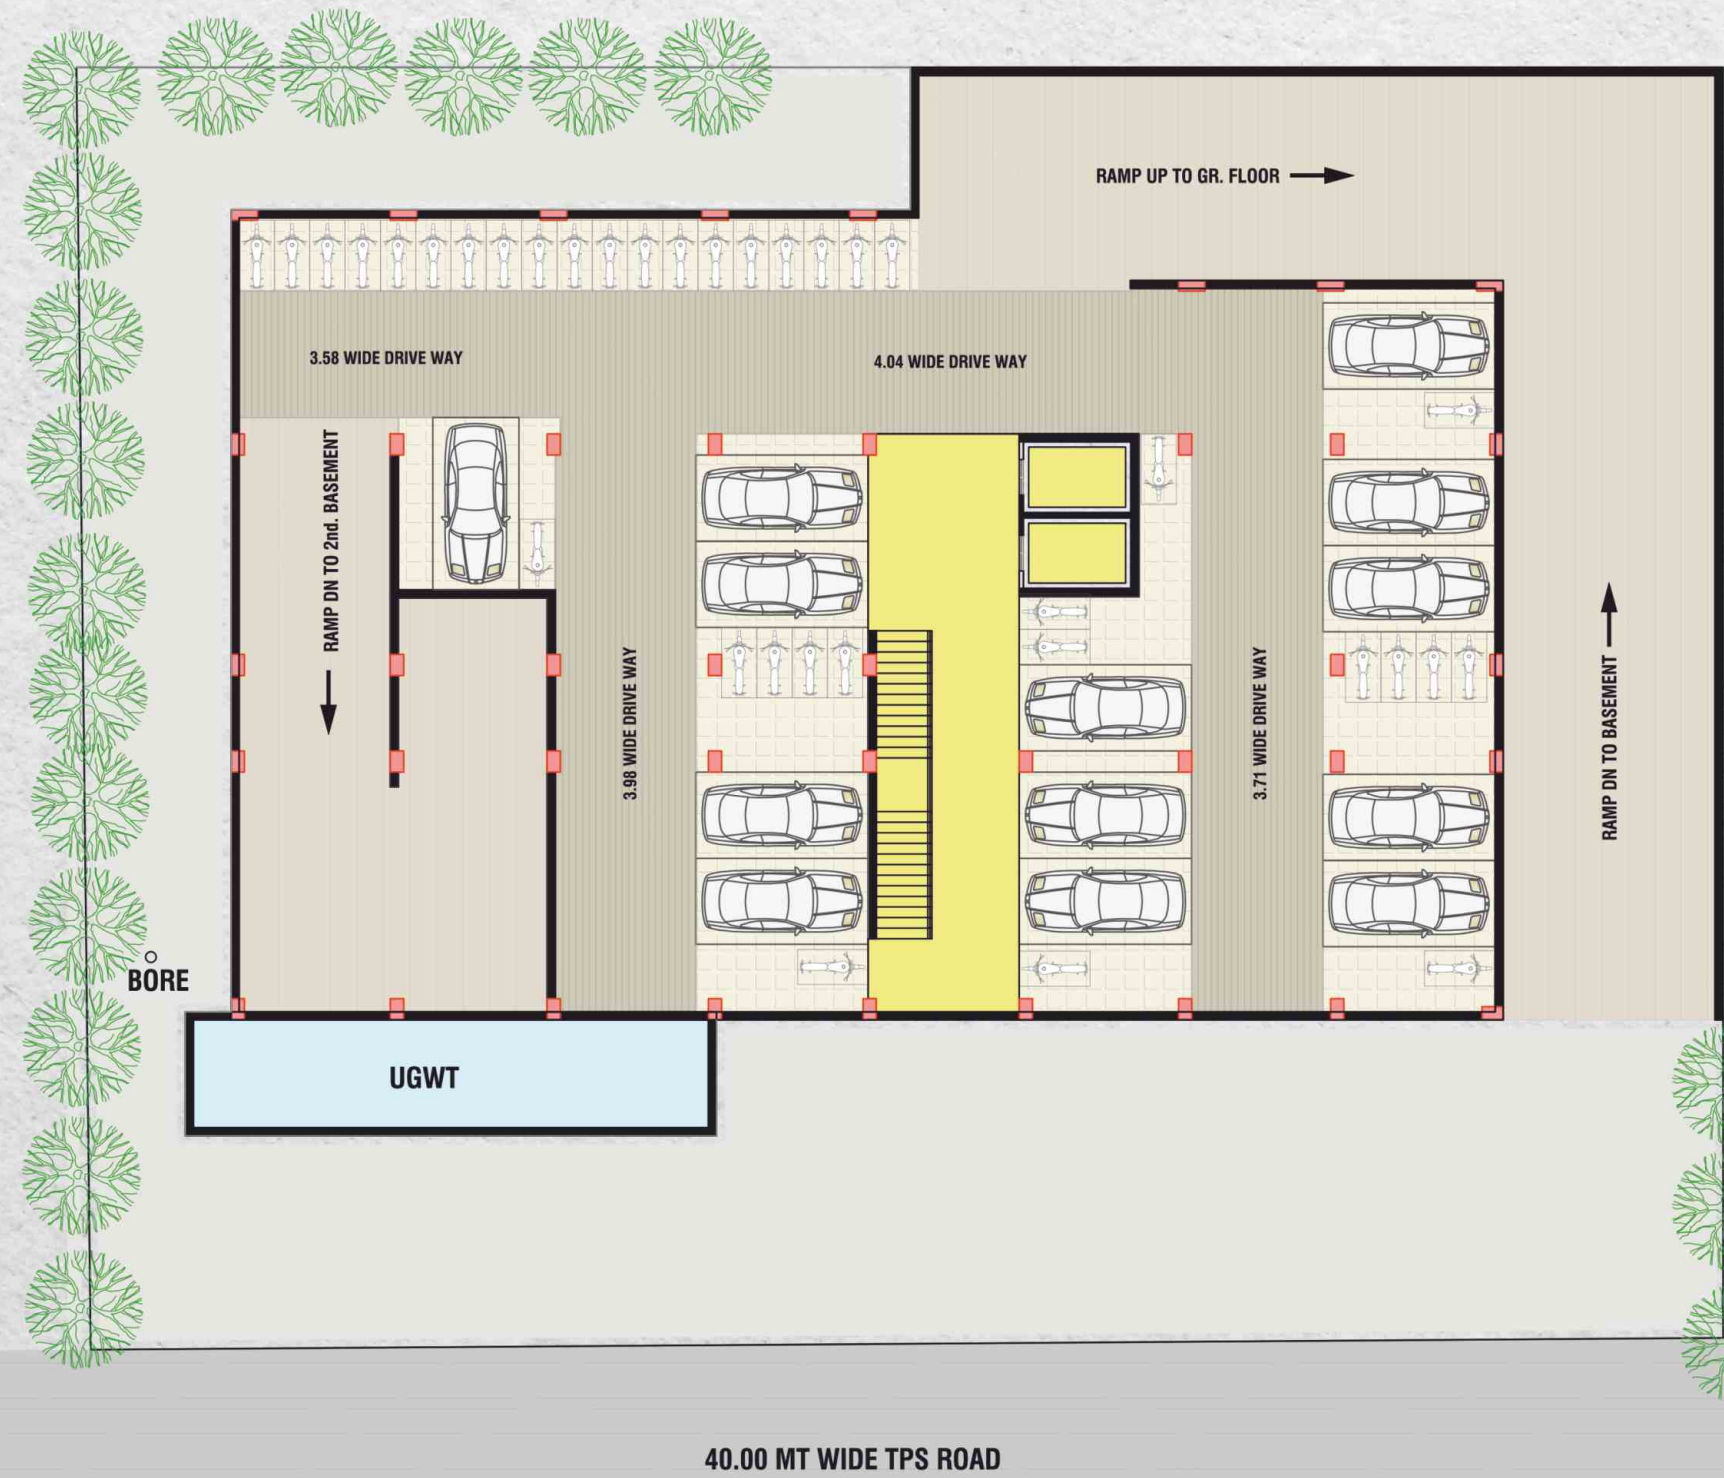 RAMP UP TO GR. FLOOR
3.58 WIDE DRIVE WAY
4.04 WIDE DRIVE WAY
RAMP DN TO 2nd. BASEMENT
3.98 WIDE DRIVE WAY
3.71 WIDE DRIVE WAY
RAMP DN TO BASEMENT
BORE
UGWT
40.00 MT WIDE TPS ROAD